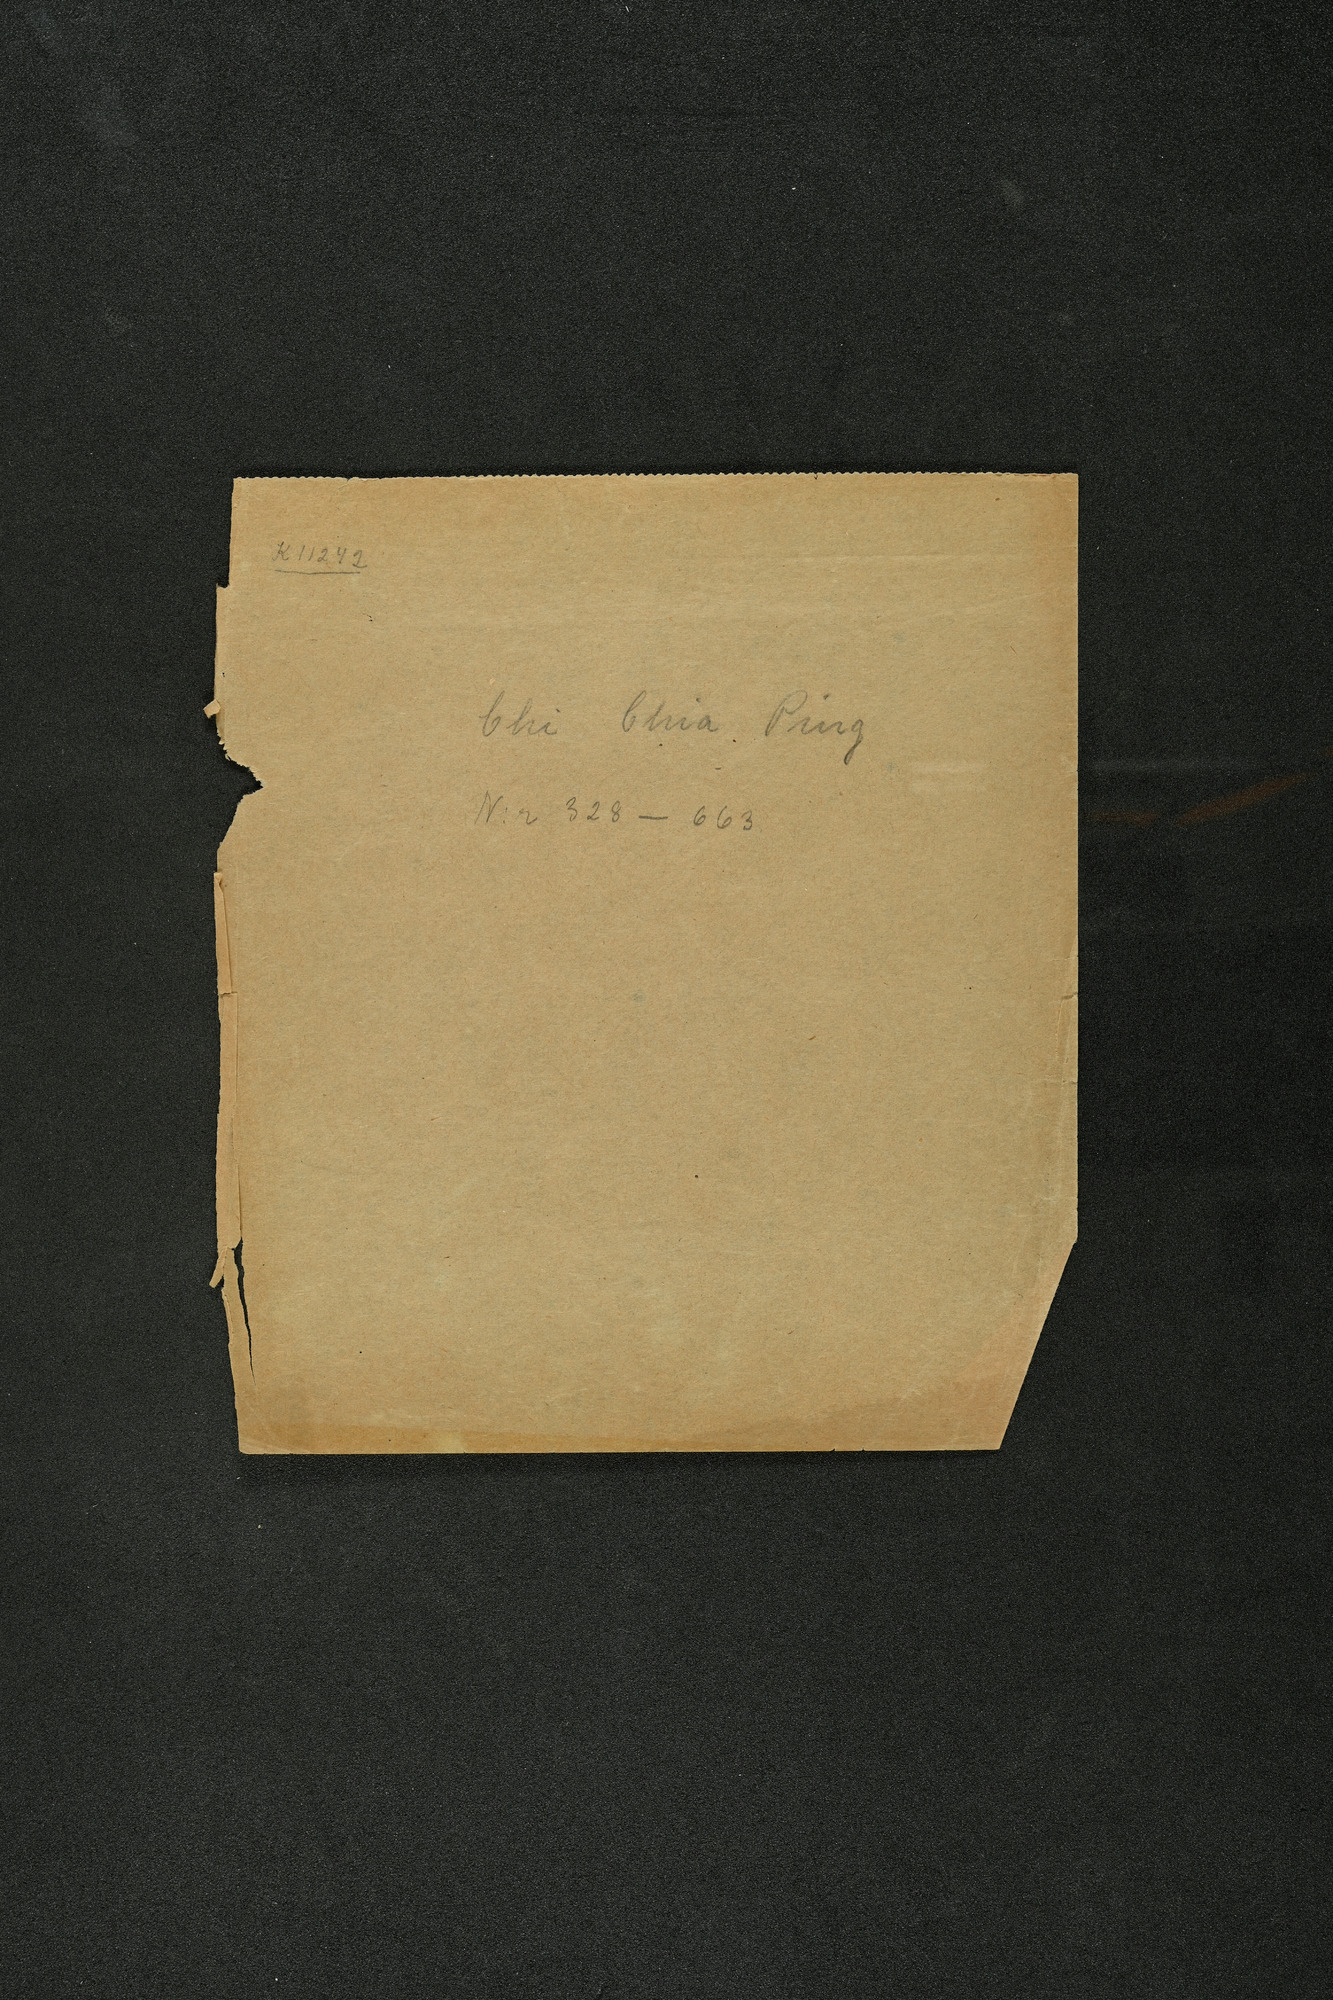 K11242
Chi Chia Ping
N:r 328 — 663